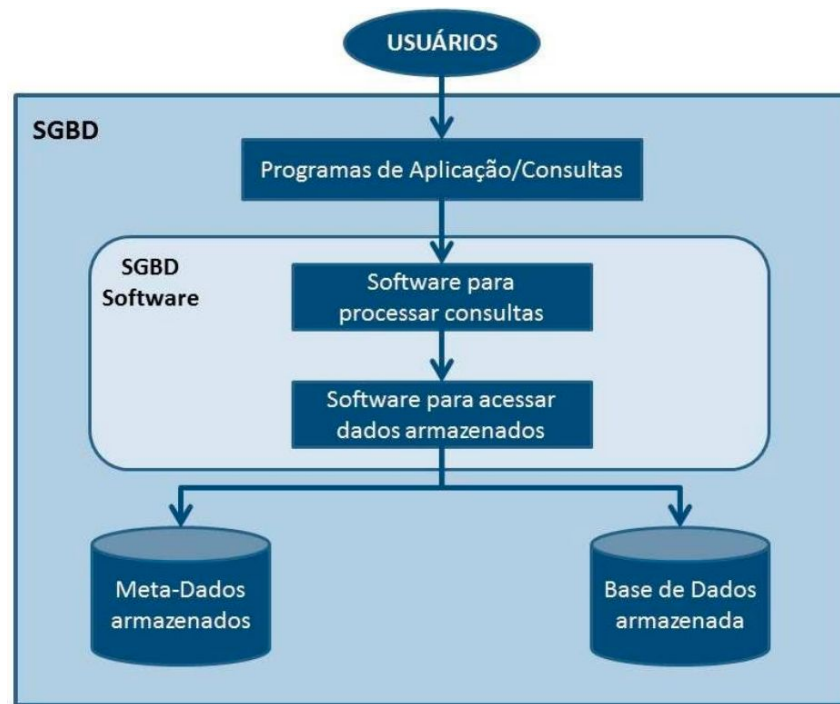 USUÁRIOS
SGBD
Programas de Aplicação/Consultas
SGBD
Software
Software para
processar consultas
Software para acessar
dados armazenados
Meta-Dados
armazenados
Base de Dados
armazenada